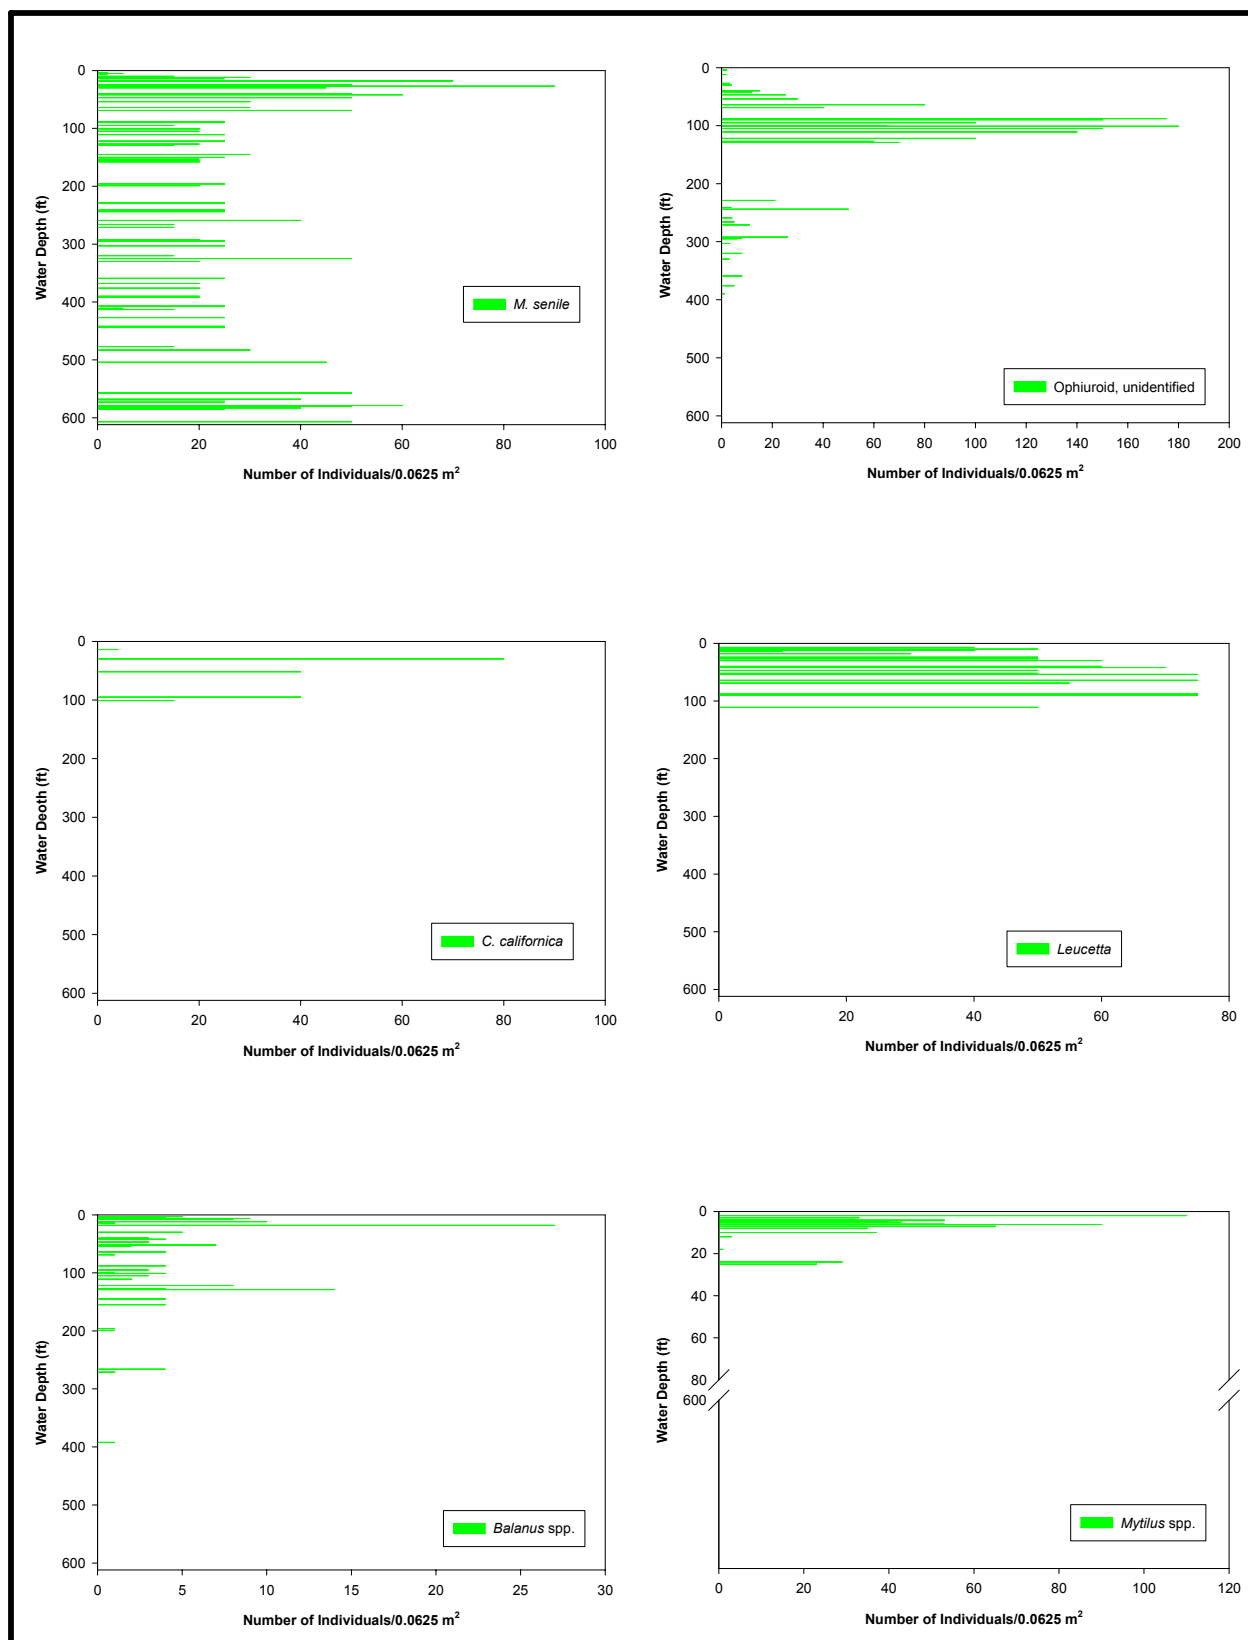 0
100
200
300
400
500
600
Water Depth (ft)
M. senile
0 20 40 60 80 100
Number of Individuals/0.0625 m²
0
100
200
300
400
500
600
Water Depth (ft)
Ophiuroid, unidentified
0 20 40 60 80 100 120 140 160 180 200
Number of Individuals/0.0625 m²
0
100
200
300
400
500
600
Water Deoth (ft)
C. californica
0 20 40 60 80 100
Number of Individuals/0.0625 m²
0
100
200
300
400
500
600
Water Depth (ft)
Leucetta
0 20 40 60 80
Number of Individuals/0.0625 m²
0
100
200
300
400
500
600
Water Depth (ft)
Balanus spp.
0 5 10 15 20 25 30
Number of Individuals/0.0625 m²
0
20
40
60
80
600
Water Depth (ft)
Mytilus spp.
0 20 40 60 80 100 120
Number of Individuals/0.0625 m²